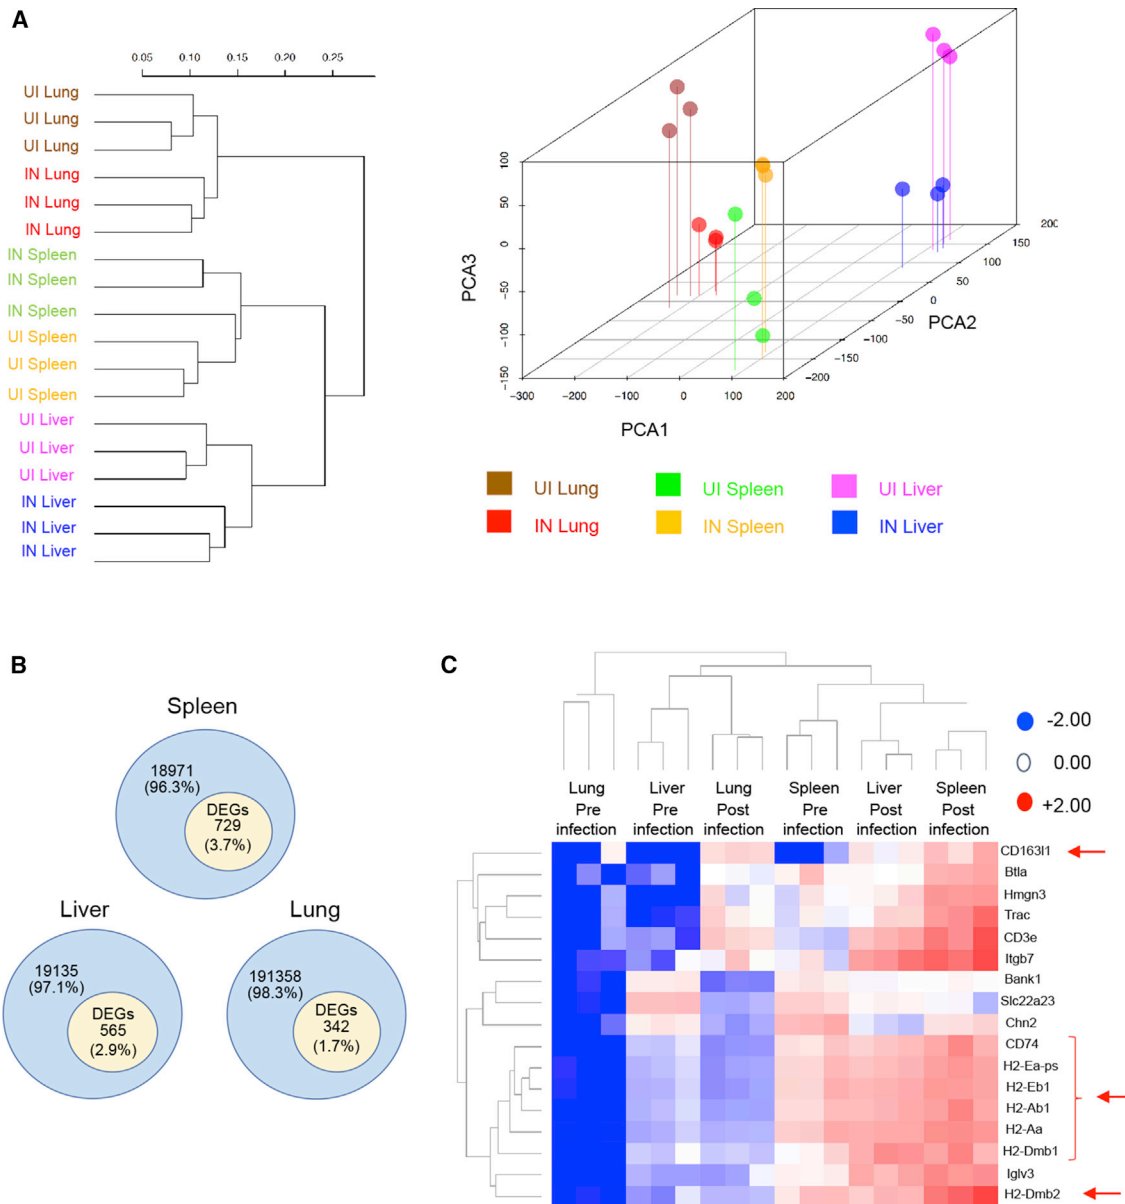 A
0.05 0.10 0.15 0.20 0.25
UI Lung
UI Lung
UI Lung
IN Lung
IN Lung
IN Lung
IN Spleen
IN Spleen
IN Spleen
UI Spleen
UI Spleen
UI Spleen
UI Liver
UI Liver
UI Liver
IN Liver
IN Liver
IN Liver
PCA3
100
50
0
−50
−100
−150
−300 −200 −100 0 100 200
PCA1
−200
−150
−100
−50
0
50
100
150
PCA2
UI Lung UI Spleen UI Liver
IN Lung IN Spleen IN Liver
B
Spleen
18971
(96.3%)
DEGs
729
(3.7%)
Liver
19135
(97.1%)
DEGs
565
(2.9%)
Lung
191358
(98.3%)
DEGs
342
(1.7%)
C
-2.00
0.00
+2.00
Lung Liver Lung Spleen Liver Spleen
Pre Pre Post Pre Post Post
infection infection infection infection infection infection
CD163l1
Btla
Hmgn3
Trac
CD3e
Itgb7
Bank1
Slc22a23
Chn2
CD74
H2-Ea-ps
H2-Eb1
H2-Ab1
H2-Aa
H2-Dmb1
Iglv3
H2-Dmb2